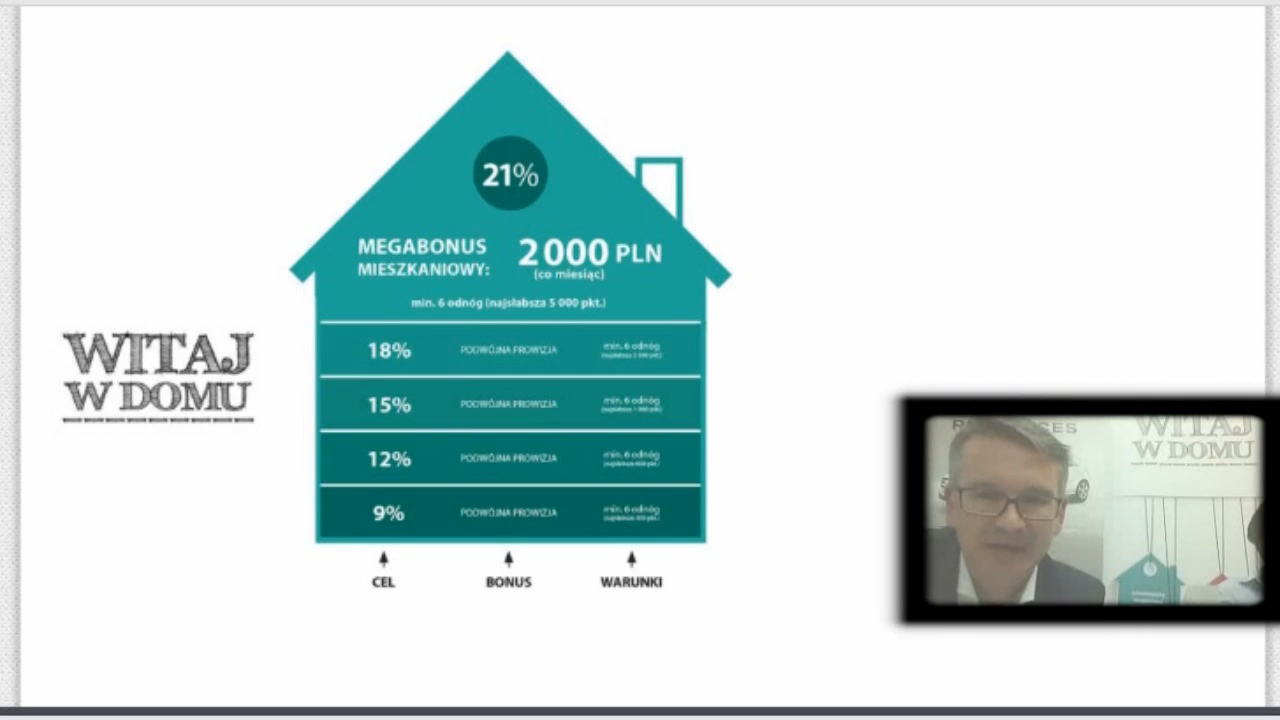 21%
MEGABONUS
MIESZKANIOWY:
2 000 PLN
(co miesiąc)
min. 6 odnóg (najsłabsza 5 000 pkt.)
WITAJ
W DOMU
18% PODWÓJNA PROWIZJA min. 6 odnóg
15% PODWÓJNA PROWIZJA min. 6 odnóg
12% PODWÓJNA PROWIZJA min. 6 odnóg
9% PODWÓJNA PROWIZJA min. 6 odnóg
CEL BONUS WARUNKI
WITAJ
W DOMU